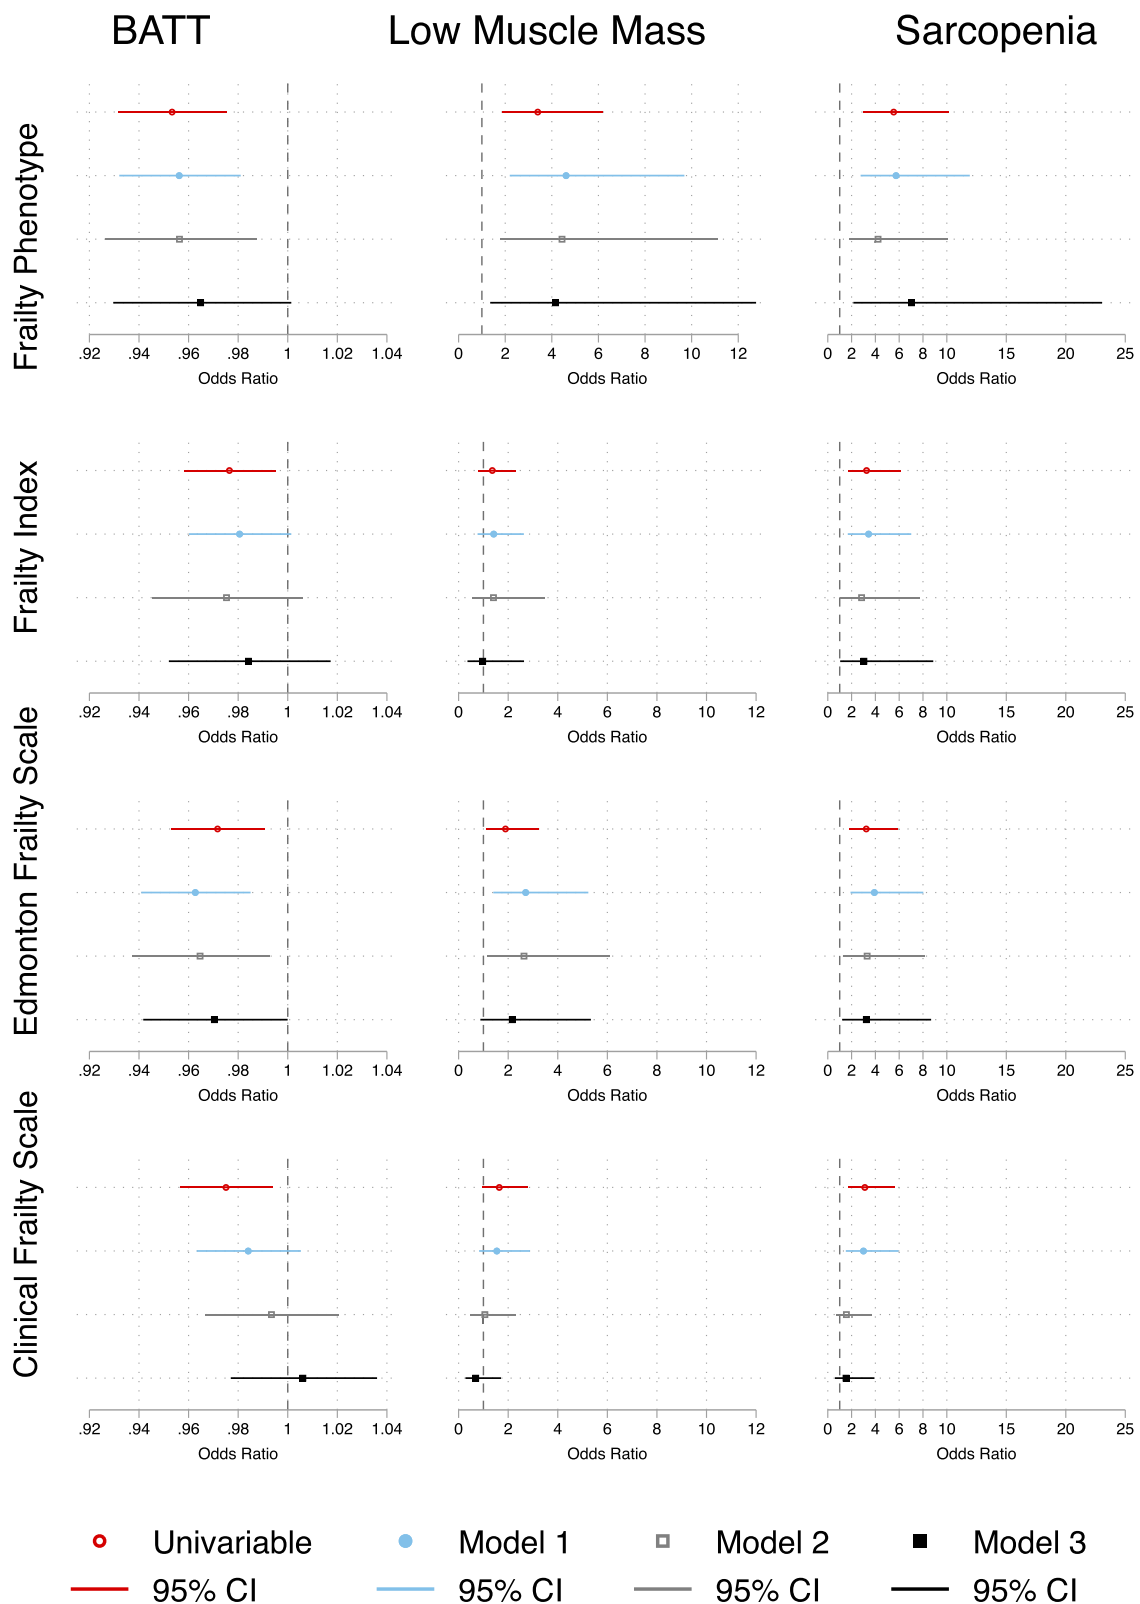 BATT Low Muscle Mass Sarcopenia
Frailty Phenotype
.92 .94 .96 .98 1 1.02 1.04
Odds Ratio
0 2 4 6 8 10 12
Odds Ratio
0 2 4 6 8 10 15 20 25
Odds Ratio
Frailty Index
.92 .94 .96 .98 1 1.02 1.04
Odds Ratio
0 2 4 6 8 10 12
Odds Ratio
0 2 4 6 8 10 15 20 25
Odds Ratio
Edmonton Frailty Scale
.92 .94 .96 .98 1 1.02 1.04
Odds Ratio
0 2 4 6 8 10 12
Odds Ratio
0 2 4 6 8 10 15 20 25
Odds Ratio
Clinical Frailty Scale
.92 .94 .96 .98 1 1.02 1.04
Odds Ratio
0 2 4 6 8 10 12
Odds Ratio
0 2 4 6 8 10 15 20 25
Odds Ratio
Univariable Model 1 Model 2 Model 3
95% CI 95% CI 95% CI 95% CI